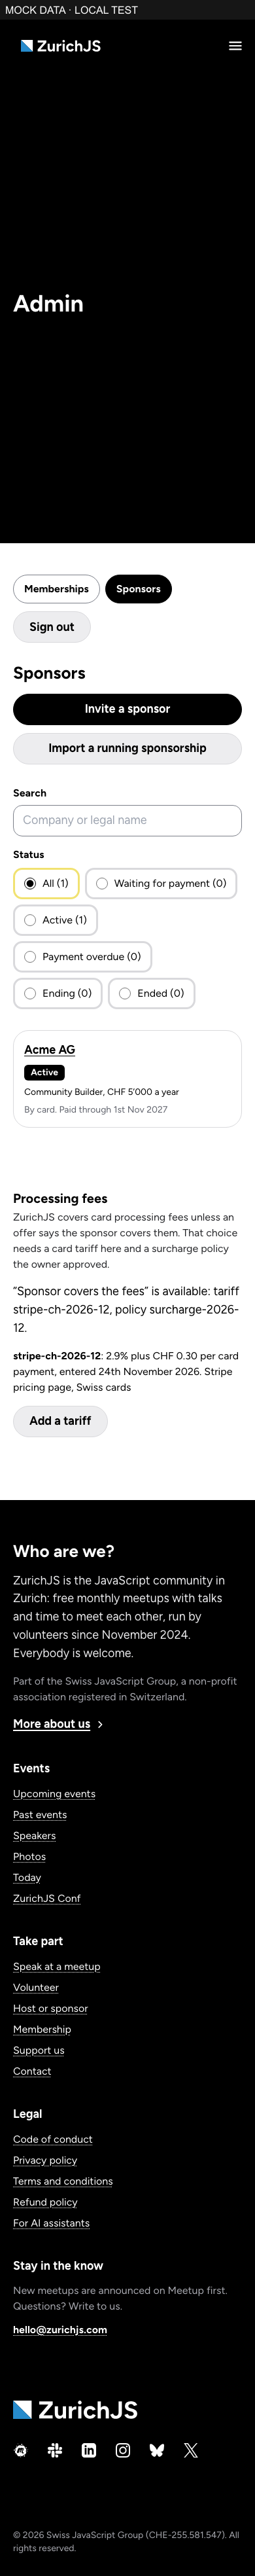 MOCK DATA · LOCAL TEST
ZurichJS
Admin
Memberships
Sponsors
Sign out
Sponsors
Invite a sponsor
Import a running sponsorship
Search
Company or legal name
Status
All (1)
Waiting for payment (0)
Active (1)
Payment overdue (0)
Ending (0)
Ended (0)
Acme AG
Active
Community Builder, CHF 5’000 a year
By card. Paid through 1st Nov 2027
Processing fees
ZurichJS covers card processing fees unless an
offer says the sponsor covers them. That choice
needs a card tariff here and a surcharge policy
the owner approved.
“Sponsor covers the fees” is available: tariff
stripe-ch-2026-12, policy surcharge-2026-
12.
stripe-ch-2026-12: 2.9% plus CHF 0.30 per card
payment, entered 24th November 2026. Stripe
pricing page, Swiss cards
Add a tariff
Who are we?
ZurichJS is the JavaScript community in
Zurich: free monthly meetups with talks
and time to meet each other, run by
volunteers since November 2024.
Everybody is welcome.
Part of the Swiss JavaScript Group, a non-profit
association registered in Switzerland.
More about us
Events
Upcoming events
Past events
Speakers
Photos
Today
ZurichJS Conf
Take part
Speak at a meetup
Volunteer
Host or sponsor
Membership
Support us
Contact
Legal
Code of conduct
Privacy policy
Terms and conditions
Refund policy
For AI assistants
Stay in the know
New meetups are announced on Meetup first.
Questions? Write to us.
hello@zurichjs.com
ZurichJS
© 2026 Swiss JavaScript Group (CHE-255.581.547). All
rights reserved.